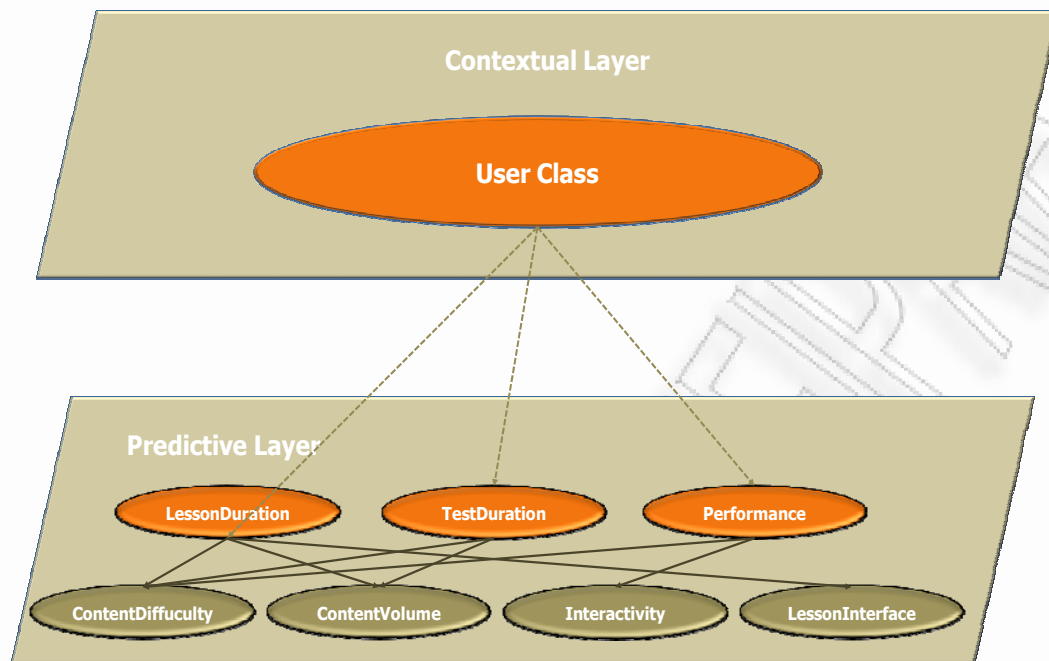 Contextual Layer
User Class
Predictive Layer
LessonDuration
TestDuration
Performance
ContentDiffuculty
ContentVolume
Interactivity
LessonInterface